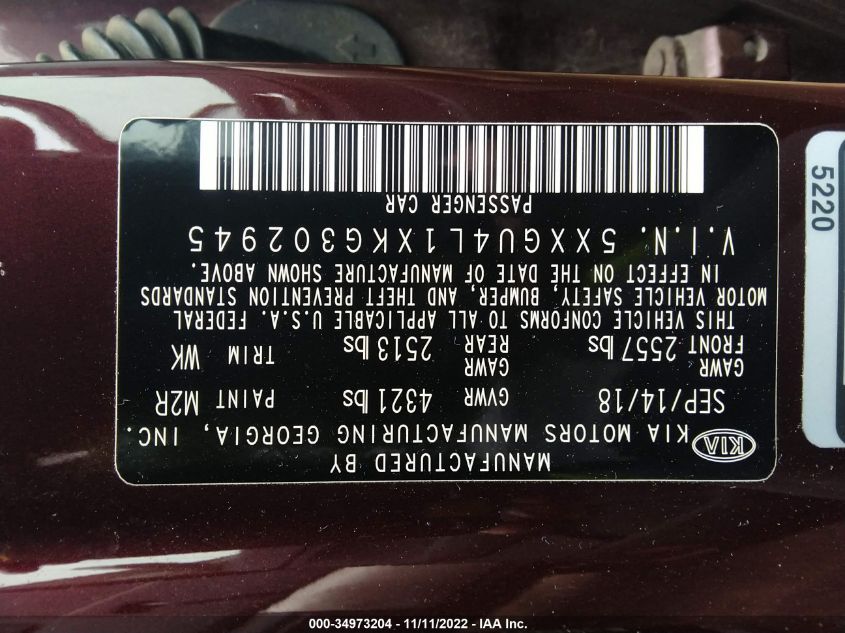 MANUFACTURED BY
KIA KIA MOTORS MANUFACTURING GEORGIA, INC.
SEP/14/18 GVWR 4321 lbs PAINT M2R
GAWR FRONT 2557 lbs GAWR REAR 2513 lbs TRIM WK
THIS VEHICLE CONFORMS TO ALL APPLICABLE U.S.A. FEDERAL
MOTOR VEHICLE SAFETY, BUMPER, AND THEFT PREVENTION STANDARDS
IN EFFECT ON THE DATE OF MANUFACTURE SHOWN ABOVE.
V.I.N. 5XXGU4L1XKG302945
PASSENGER CAR
5220
000-34973204 - 11/11/2022 - IAA Inc.